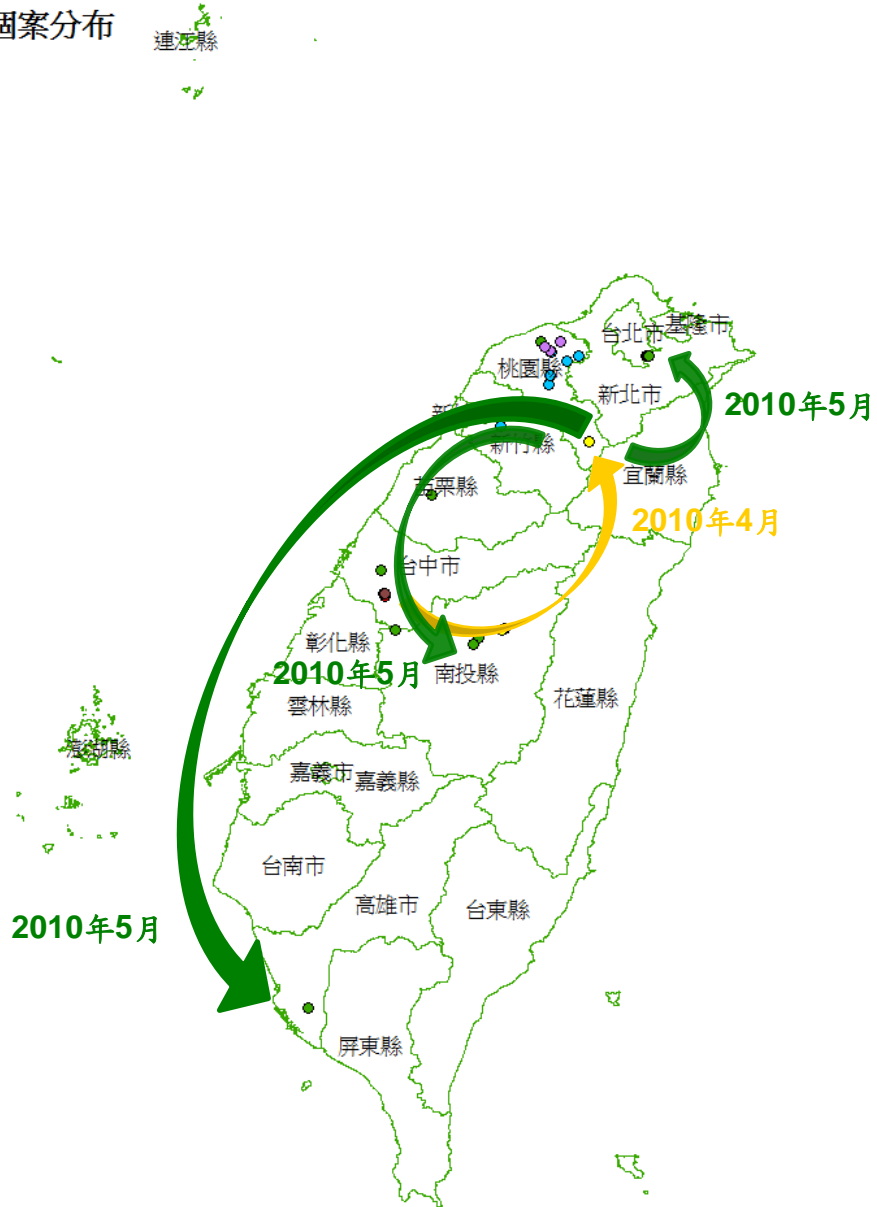 個案分布
連江縣
基隆市
台北市
桃園縣
新北市
2010年5月
新竹縣
宜蘭縣
苗栗縣
2010年4月
台中市
彰化縣
2010年5月
南投縣
花蓮縣
雲林縣
澎湖縣
嘉義市
嘉義縣
台南市
高雄市
台東縣
2010年5月
屏東縣